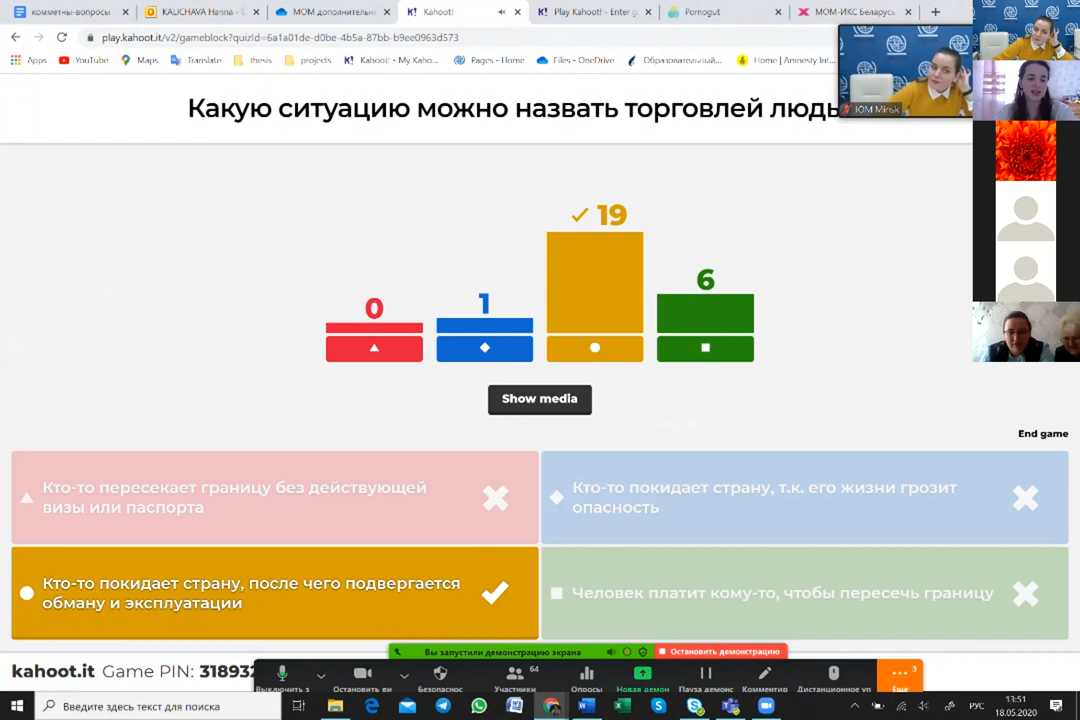 комметны-вопросы
KALICHAVA Hanna -
МОМ дополнительн
Kahoot!
Play Kahoot! - Enter g
Pomogut
МОМ-ИКС Беларусь
play.kahoot.it/v2/gameblock?quizId=6a1a01de-d0be-4b5a-87bb-b9ee0963d573
Apps YouTube Maps Translate thesis projects Kahoot! - My Kaho... Pages - Home Files - OneDrive Образовательный... Home | Amnesty Int...
IOM Minsk
Какую ситуацию можно назвать торговлей людь
0
1
19
6
Show media
End game
Кто-то пересекает границу без действующей
визы или паспорта
Кто-то покидает страну, т.к. его жизни грозит
опасность
Кто-то покидает страну, после чего подвергается
обману и эксплуатации
Человек платит кому-то, чтобы пересечь границу
Вы запустили демонстрацию экрана
Остановить демонстрацию
kahoot.it Game PIN: 318932
64
3
Выключить з
Остановить ви
Безопаснос
Участники
Опросы
Новая демон
Пауза демонс
Комментир
Дистанционное уп
Еще
Введите здесь текст для поиска
РУС
13:51
18.05.2020